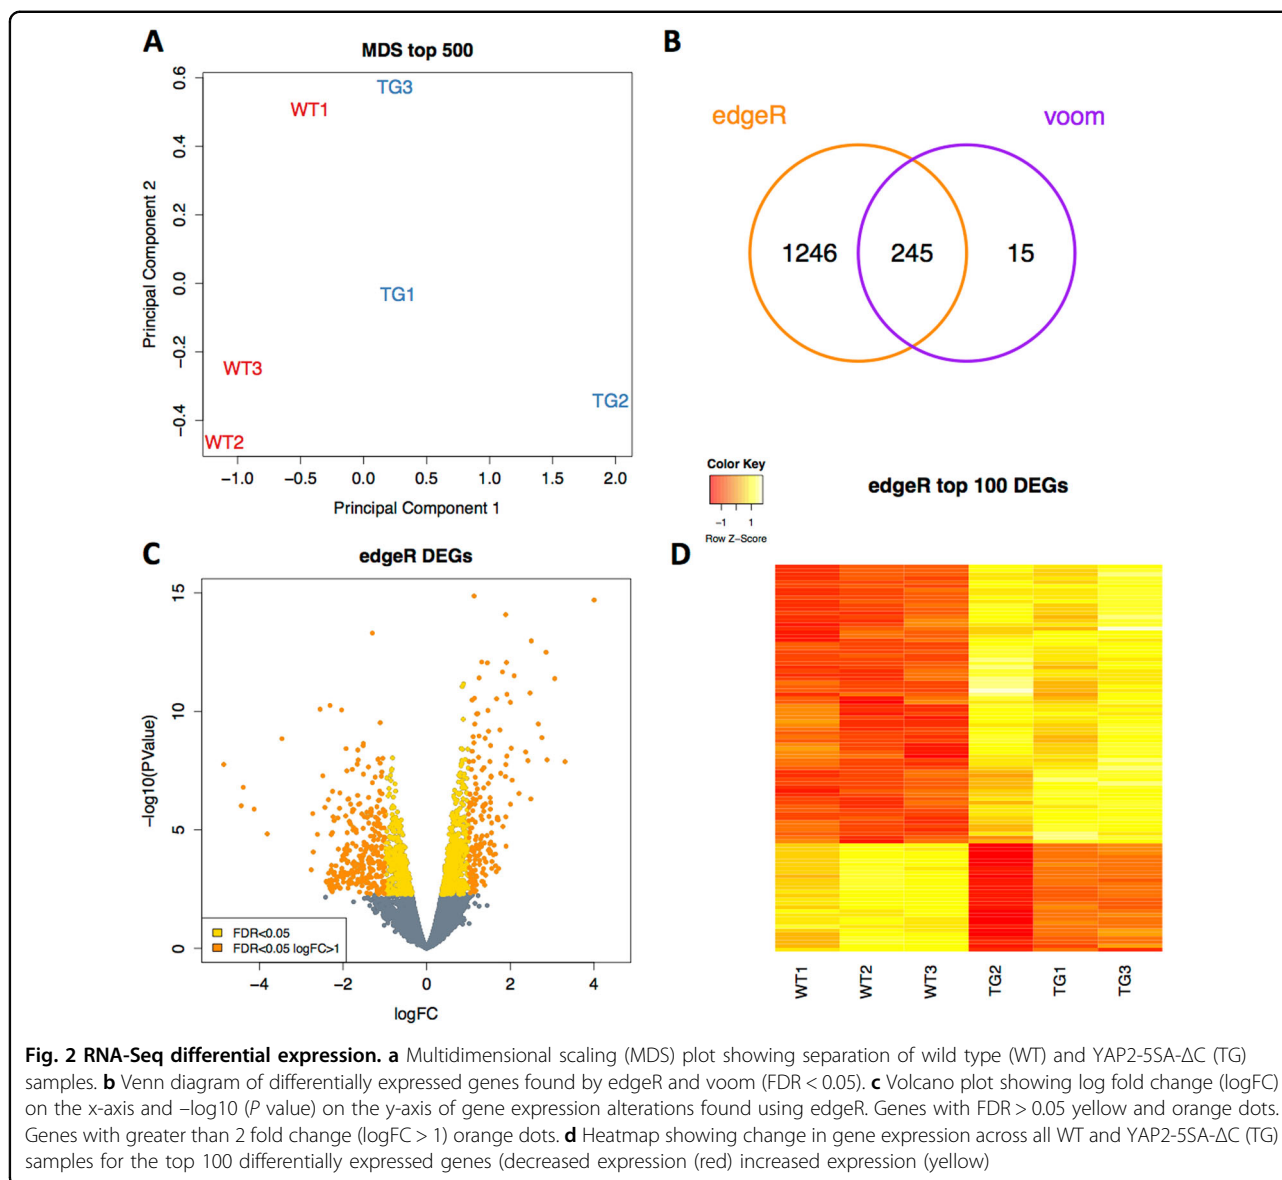 A
MDS top 500
0.6
0.4
0.2
0.0
−0.2
−0.4
Principal Component 2
TG3
WT1
TG1
WT3
TG2
WT2
−1.0 −0.5 0.0 0.5 1.0 1.5 2.0
Principal Component 1
B
edgeR voom
1246 245 15
C
edgeR DEGs
15
10
5
0
−log10(PValue)
FDR<0.05
FDR<0.05 logFC>1
−4 −2 0 2 4
logFC
Color Key
−1 1
Row Z−Score
edgeR top 100 DEGs
D
WT1 WT2 WT3 TG2 TG1 TG3
Fig. 2 RNA-Seq differential expression. a Multidimensional scaling (MDS) plot showing separation of wild type (WT) and YAP2-5SA-ΔC (TG)
samples. b Venn diagram of differentially expressed genes found by edgeR and voom (FDR < 0.05). c Volcano plot showing log fold change (logFC)
on the x-axis and −log10 (P value) on the y-axis of gene expression alterations found using edgeR. Genes with FDR > 0.05 yellow and orange dots.
Genes with greater than 2 fold change (logFC > 1) orange dots. d Heatmap showing change in gene expression across all WT and YAP2-5SA-ΔC (TG)
samples for the top 100 differentially expressed genes (decreased expression (red) increased expression (yellow)